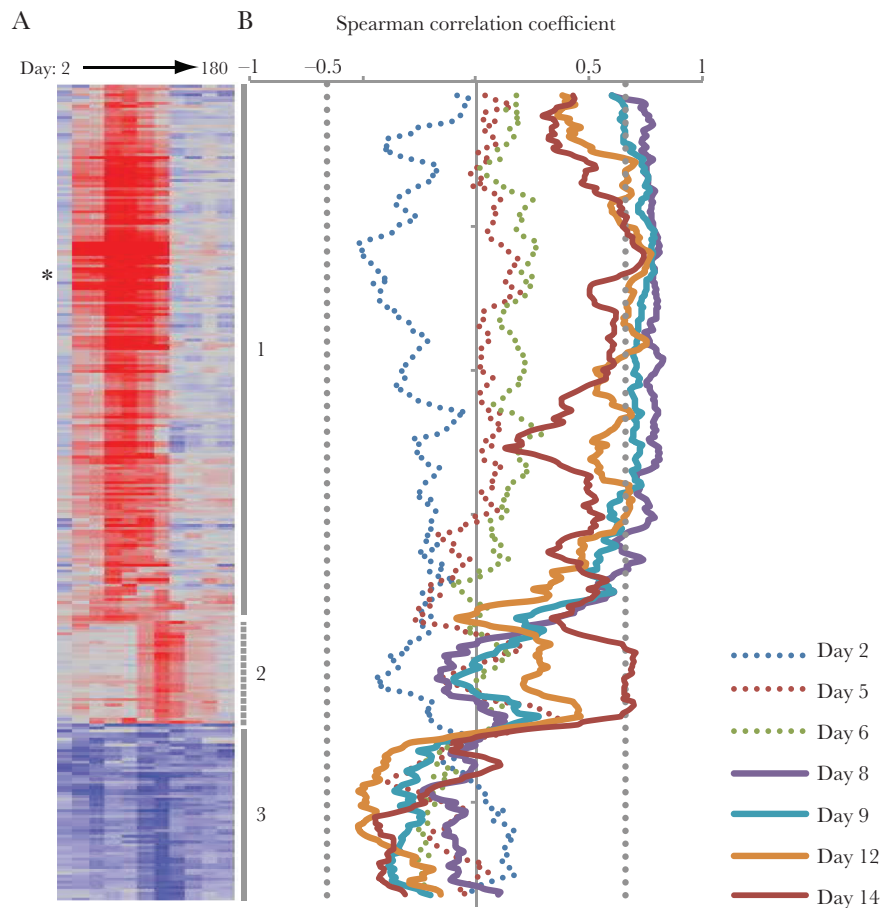 A
B
Spearman correlation coefficient
Day: 2
180
−1
−0.5
0
0.5
1
*
1
2
3
Day 2
Day 5
Day 6
Day 8
Day 9
Day 12
Day 14